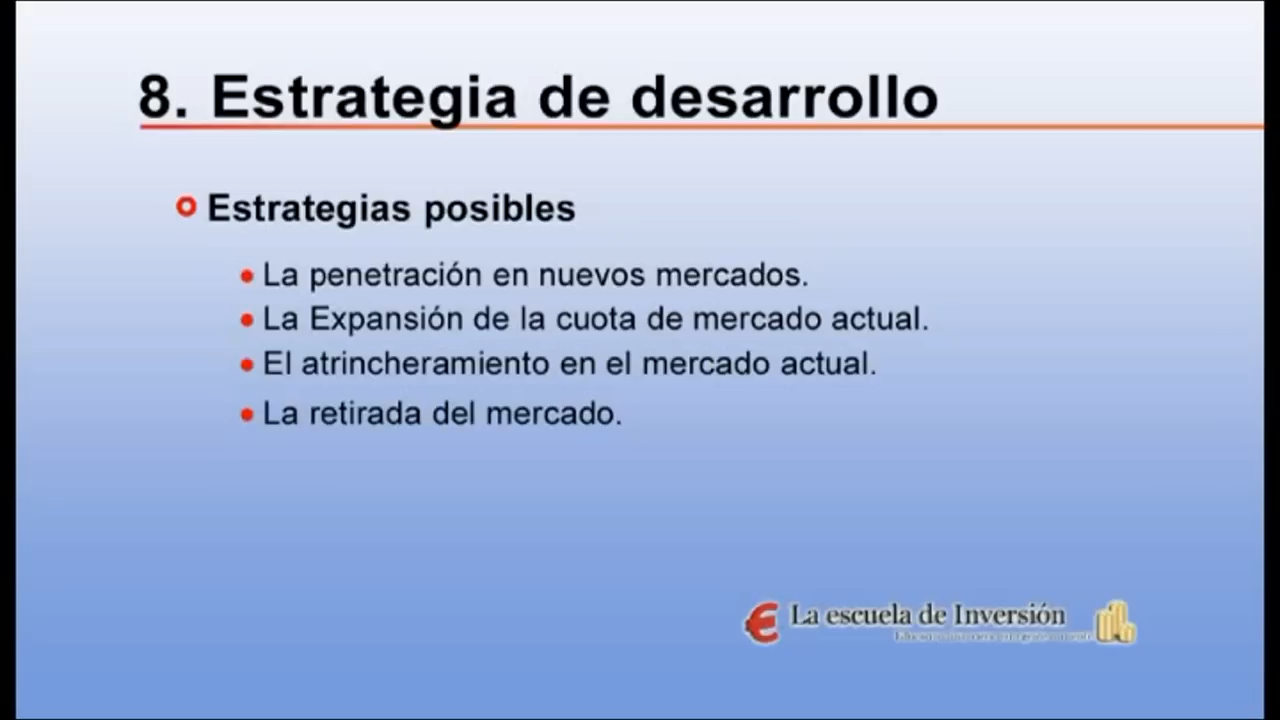 8. Estrategia de desarrollo
Estrategias posibles
La penetración en nuevos mercados.
La Expansión de la cuota de mercado actual.
El atrincheramiento en el mercado actual.
La retirada del mercado.
La escuela de Inversión